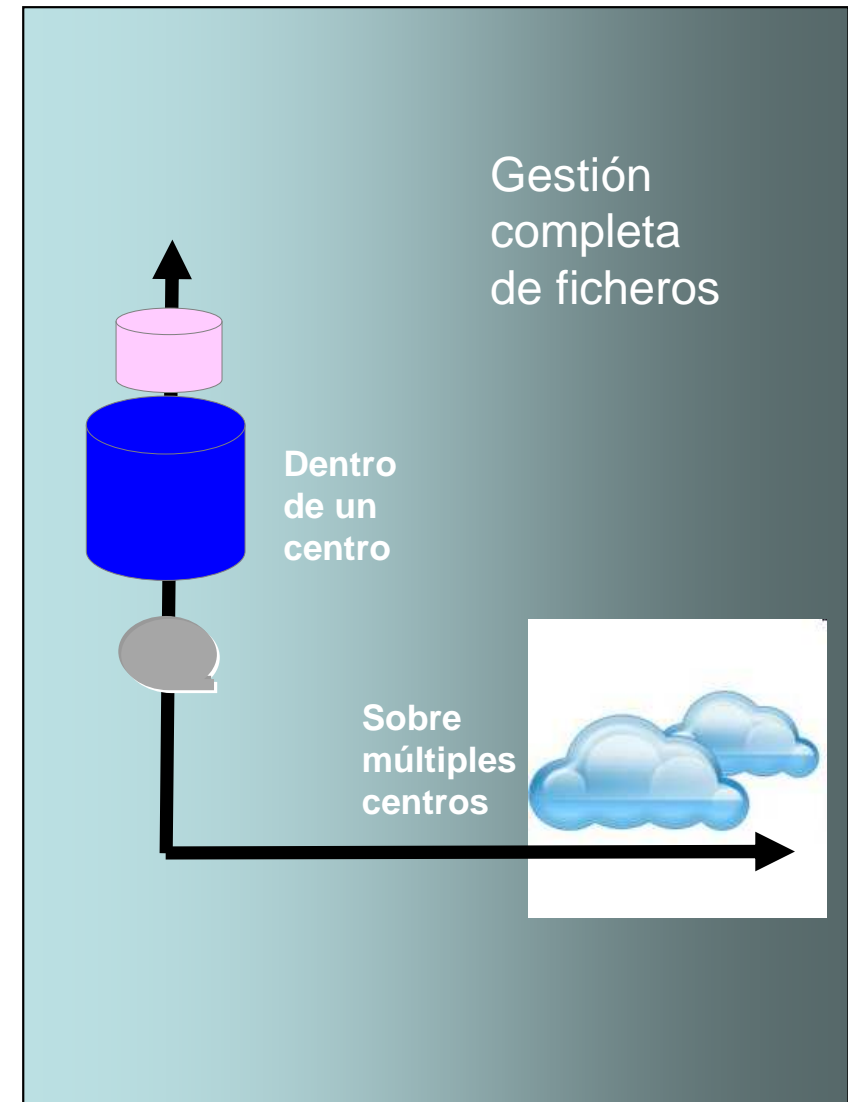 Gestión
completa
de ficheros
Dentro
de un
centro
Sobre
múltiples
centros